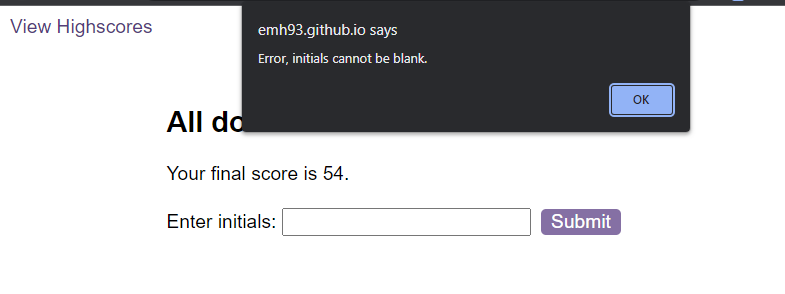 View Highscores
emh93.github.io says
Error, initials cannot be blank.
OK
All do
Your final score is 54.
Enter initials:
Submit